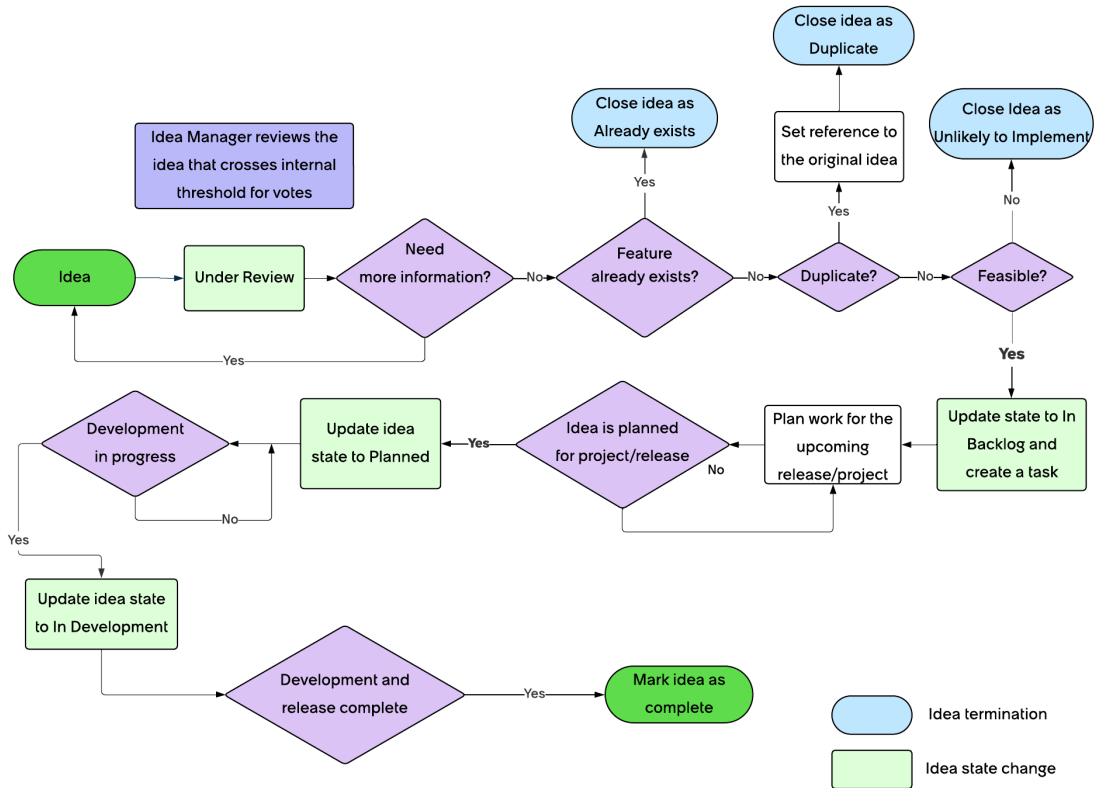 Close idea as
Duplicate
Close idea as
Already exists
Close Idea as
Unlikely to Implement
Set reference to
the original idea
Idea Manager reviews the
idea that crosses internal
threshold for votes
Yes
Yes
No
Idea
Under Review
Need
more information?
No
Feature
already exists?
No
Duplicate?
No
Feasible?
Yes
Yes
Development
in progress
Update idea
state to Planned
Yes
Idea is planned
for project/release
No
Plan work for the
upcoming
release/project
Update state to In
Backlog and
create a task
No
Yes
Update idea state
to In Development
Development and
release complete
Yes
Mark idea as
complete
Idea termination
Idea state change